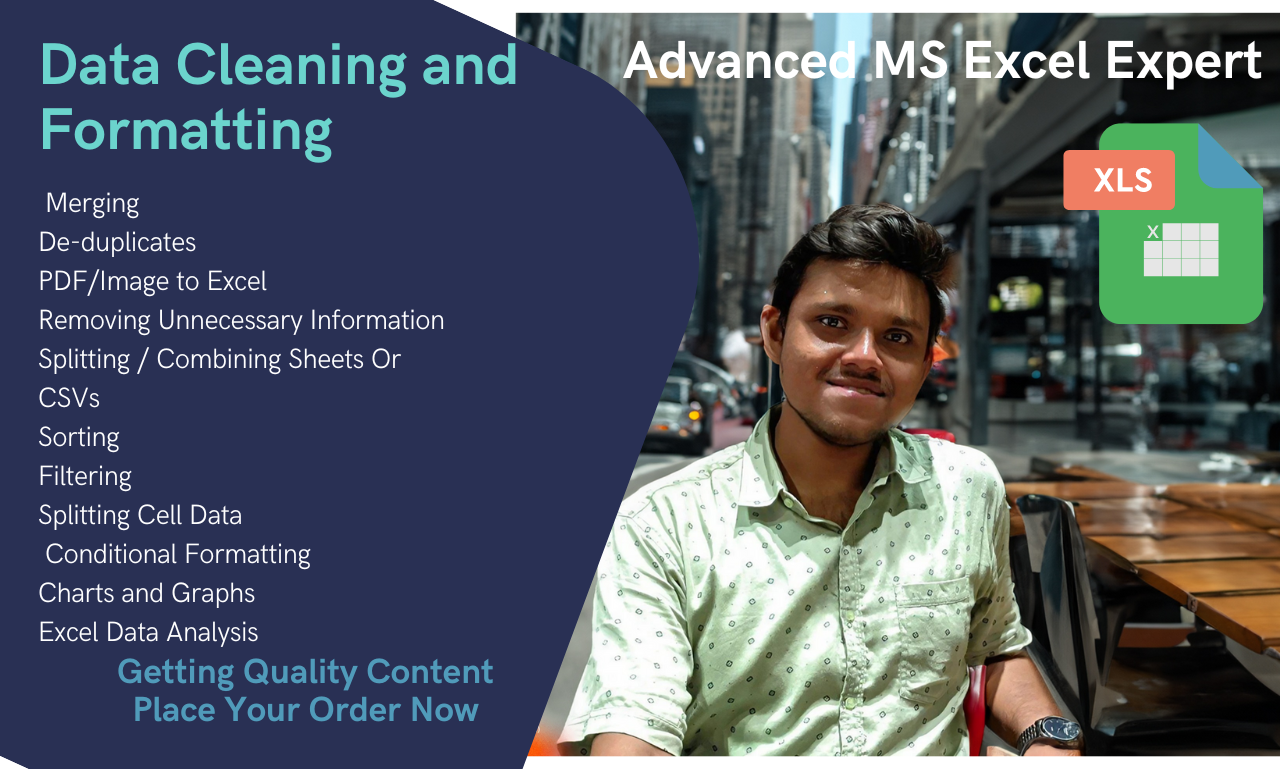 Data Cleaning and
Formatting
Merging
De-duplicates
PDF/Image to Excel
Removing Unnecessary Information
Splitting / Combining Sheets Or
CSVs
Sorting
Filtering
Splitting Cell Data
Conditional Formatting
Charts and Graphs
Excel Data Analysis
Getting Quality Content
Place Your Order Now
Advanced MS Excel Expert
XLS
X